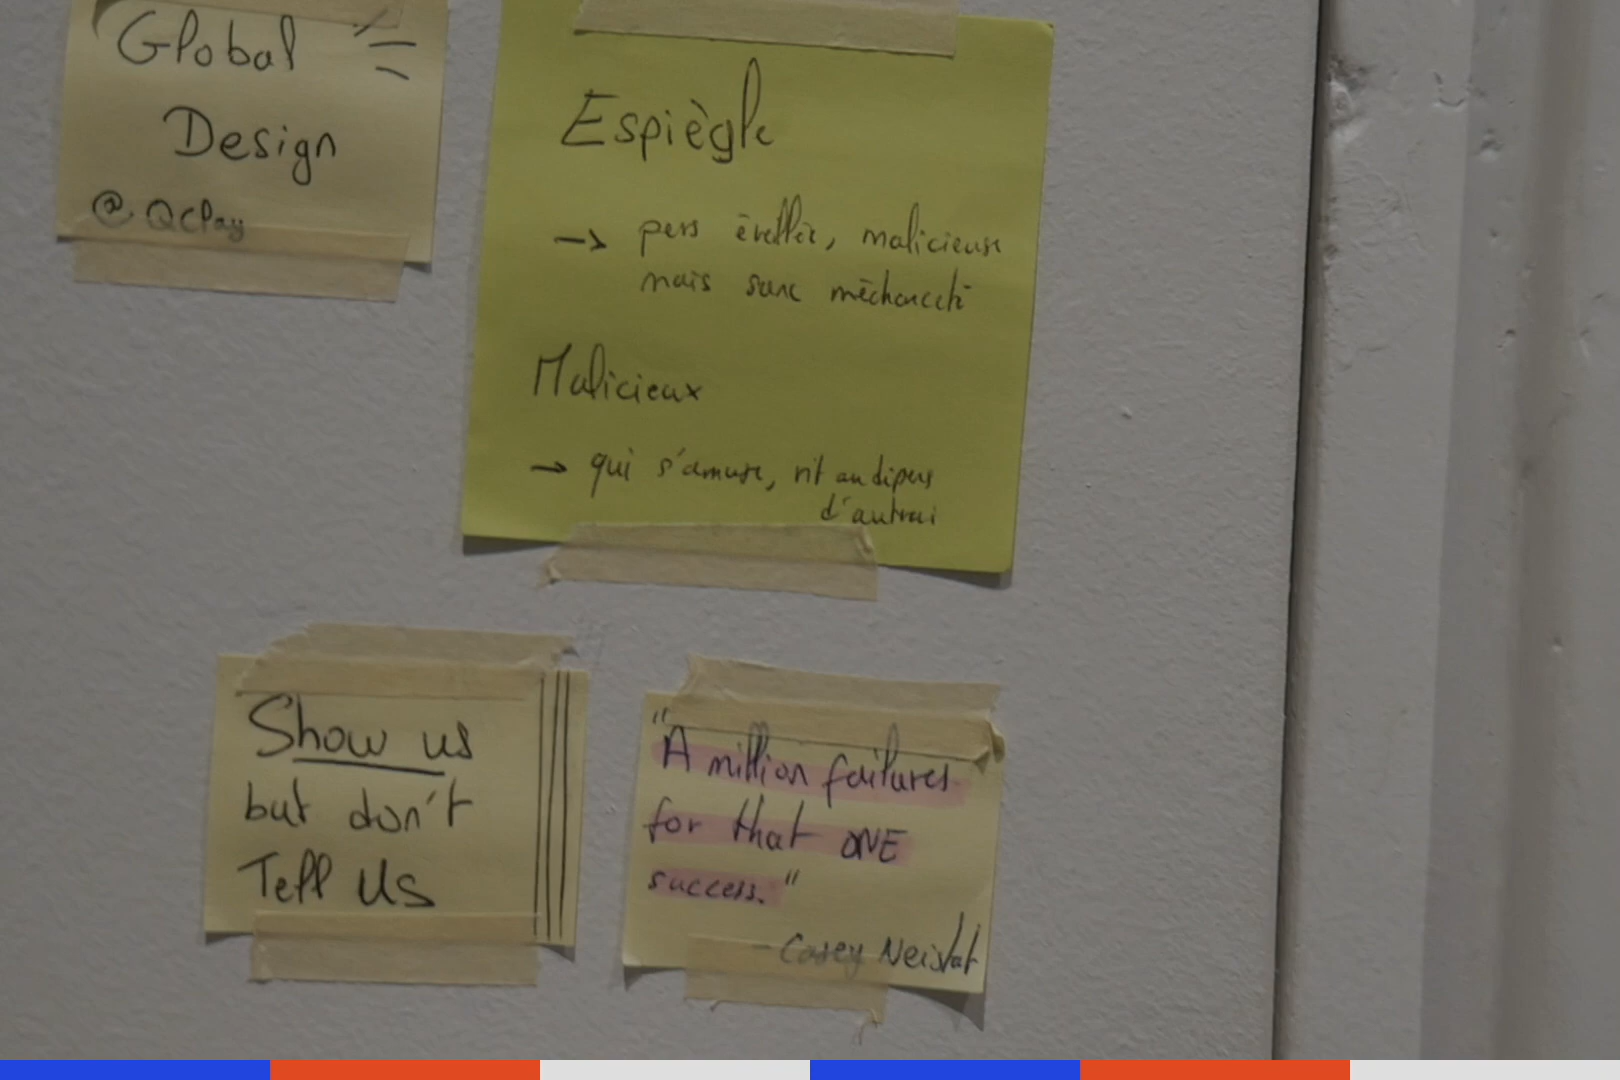 Global
Design
@QCPay
Espiègle
→ pers éveillée, malicieuse
mais sans méchanceté
Malicieux
→ qui s'amuse, rit au dépens
d'autrui
Show us
but don't
Tell Us
"A million failures
for that ONE
success."
- Casey Neistat